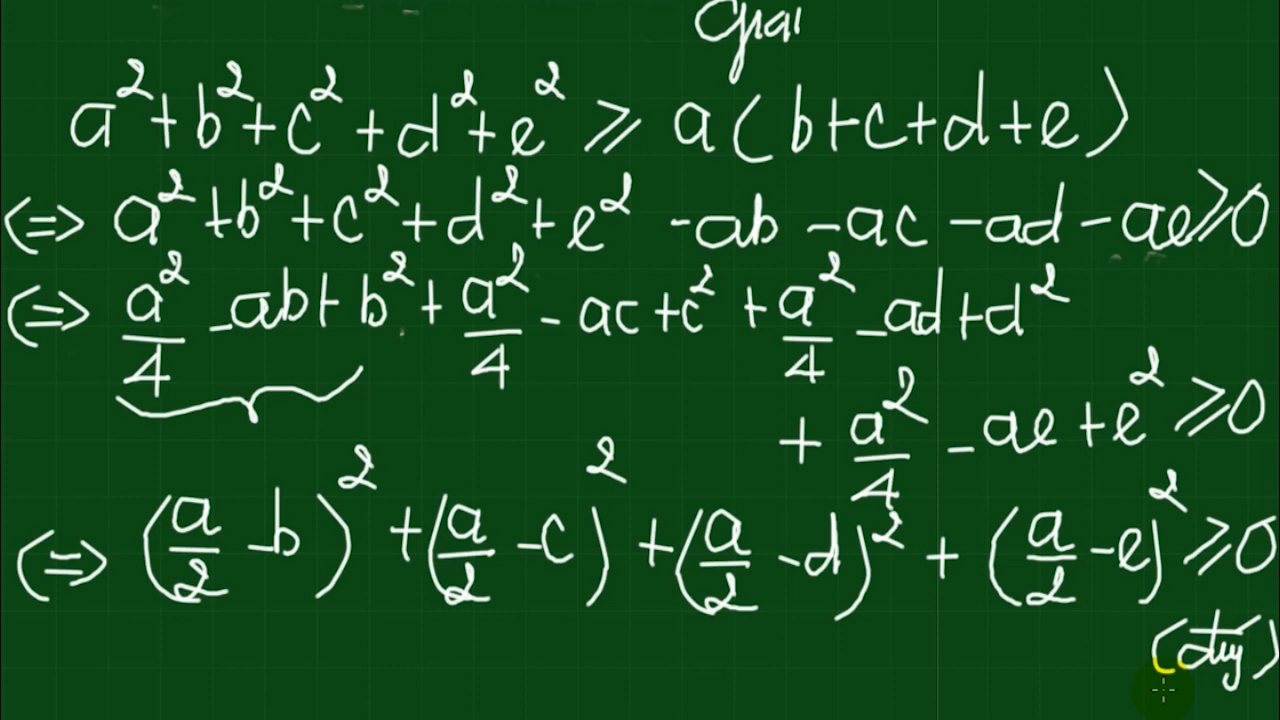 Giải
a² + b² + c² + d² + e² ⩾ a(b+c+d+e)
(=> a² + b² + c² + d² + e² - ab - ac - ad - ae ⩾ 0
(=> a²/4 - ab + b² + a²/4 - ac + c² + a²/4 - ad + d²
+ a²/4 - ae + e² ⩾ 0
(=> (a/2 - b)² + (a/2 - c)² + (a/2 - d)² + (a/2 - e)² ⩾ 0